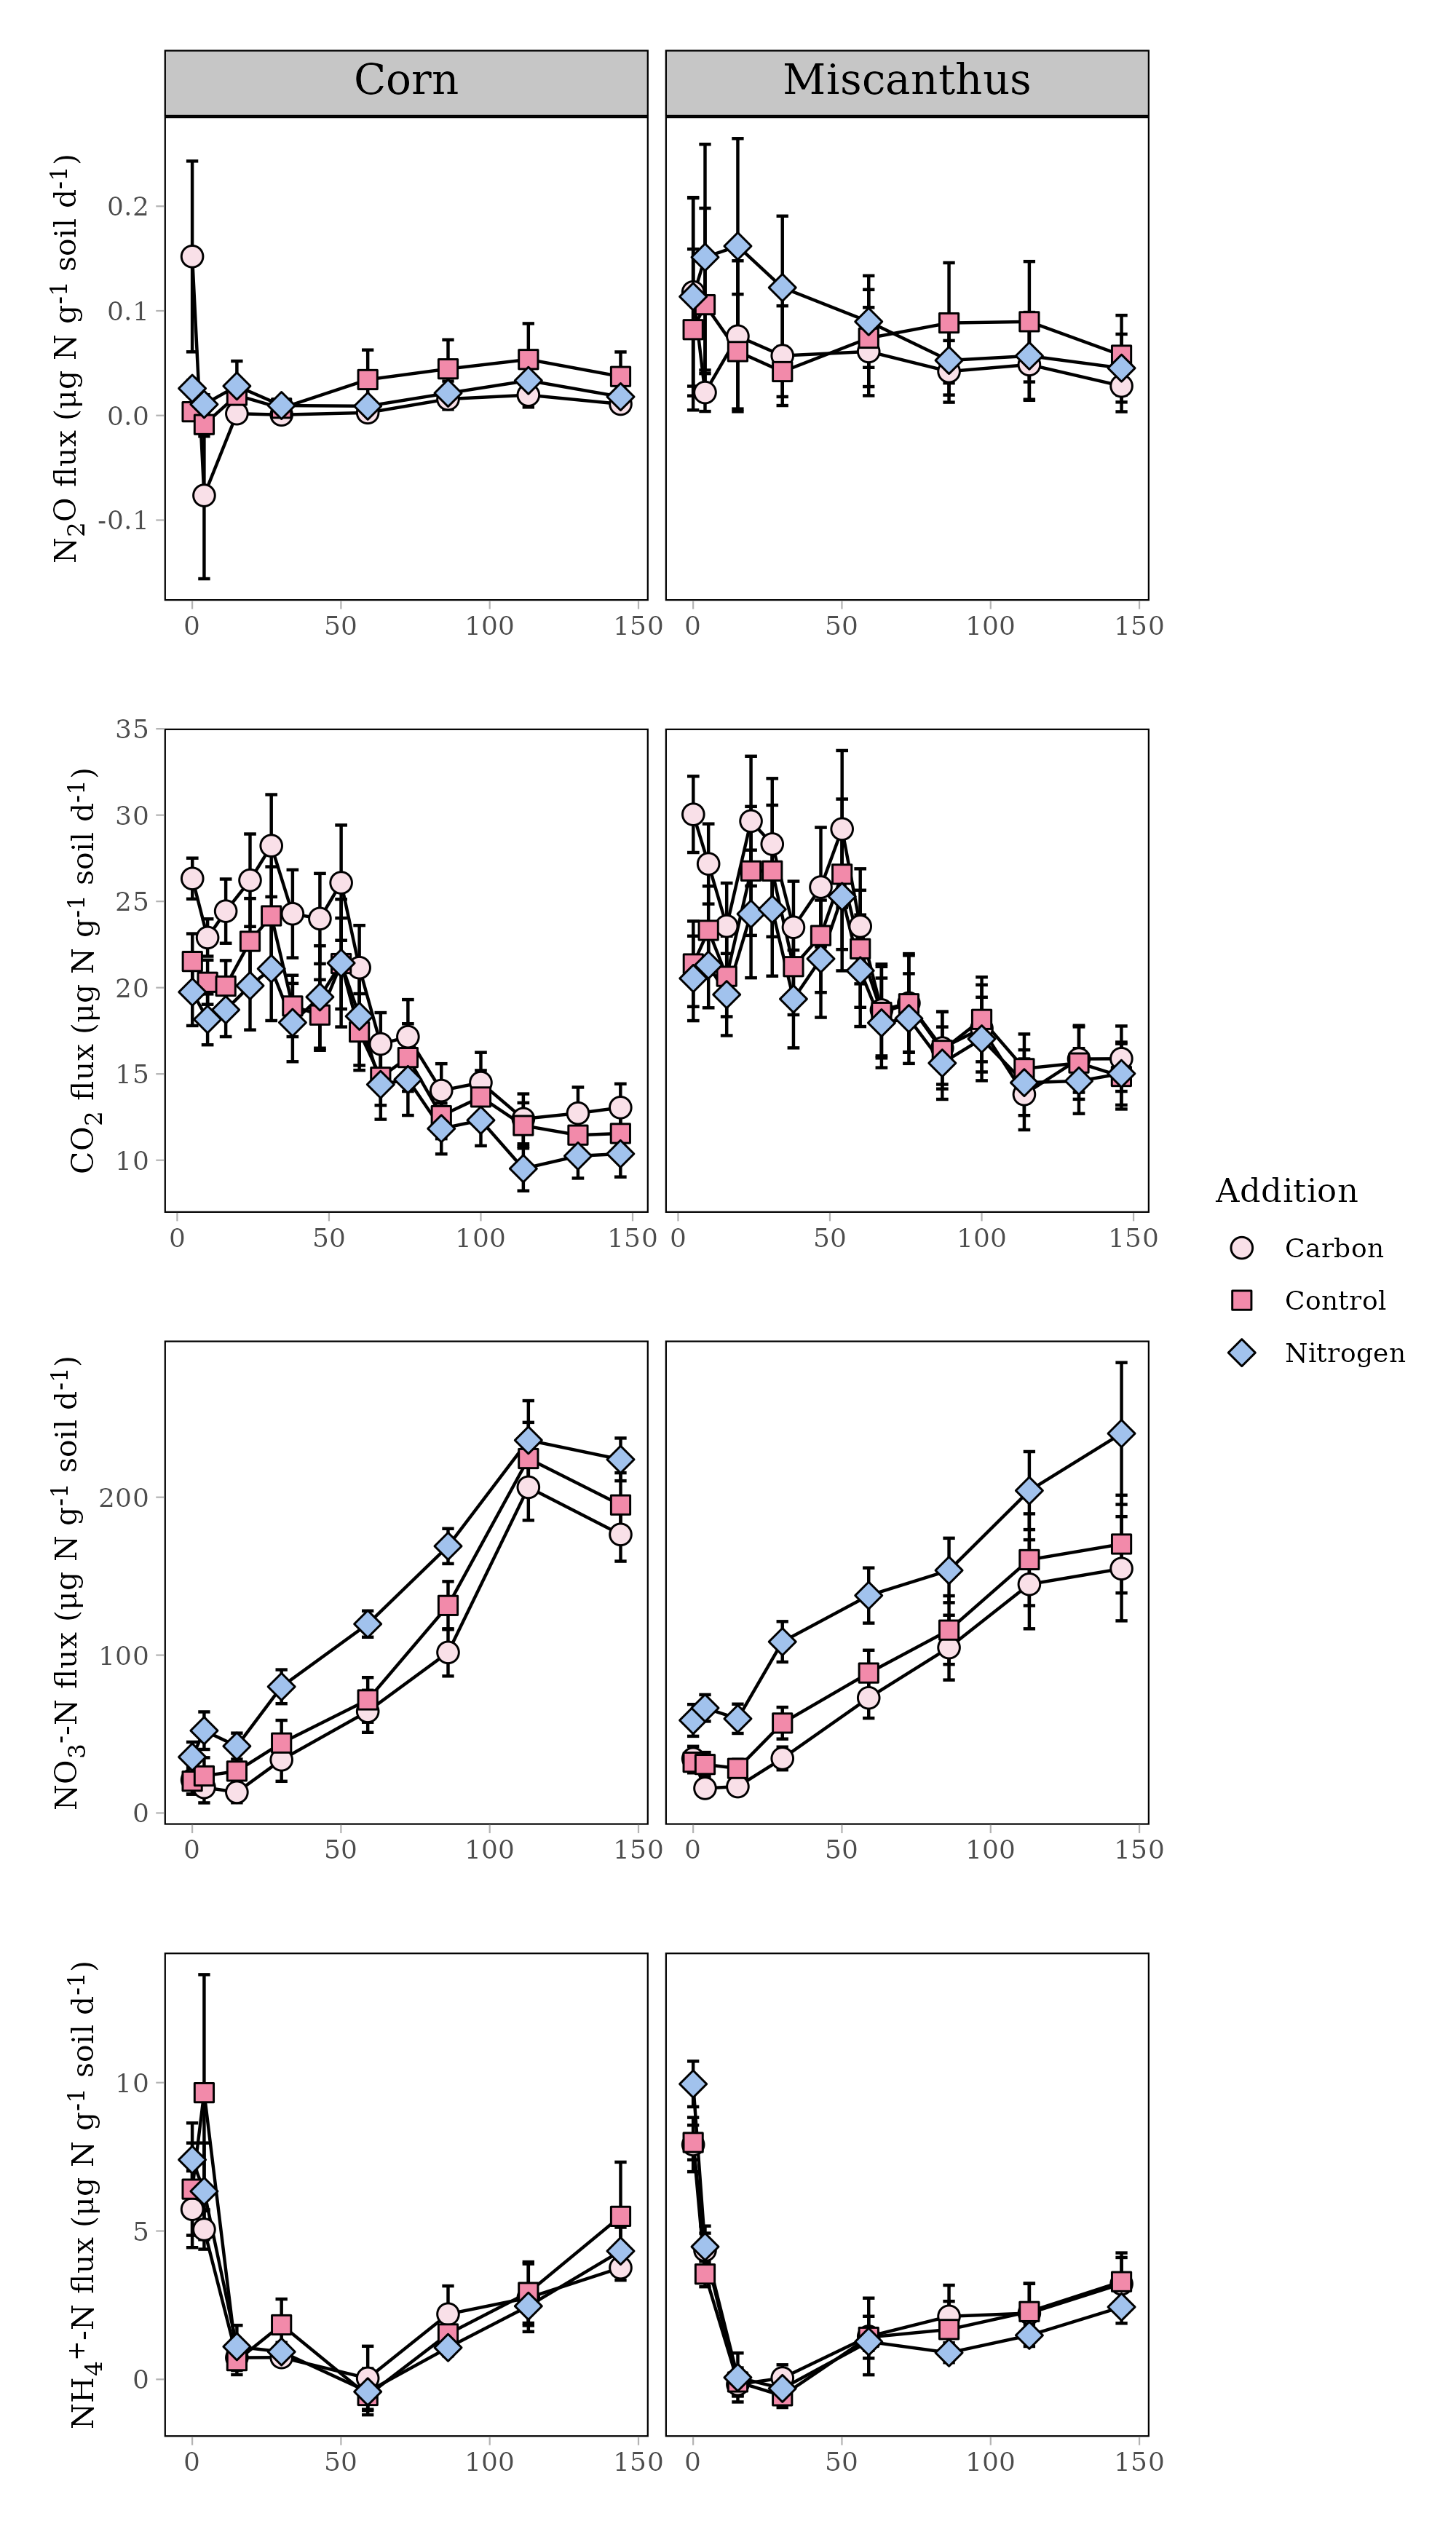 Corn Miscanthus
N₂O flux (µg N g⁻¹ soil d⁻¹)
0.2
0.1
0.0
-0.1
0 50 100 150 0 50 100 150
CO₂ flux (µg N g⁻¹ soil d⁻¹)
35
30
25
20
15
10
0 50 100 150 0 50 100 150
Addition
Carbon
Control
Nitrogen
NO₃⁻-N flux (µg N g⁻¹ soil d⁻¹)
200
100
0
0 50 100 150 0 50 100 150
NH₄⁺-N flux (µg N g⁻¹ soil d⁻¹)
10
5
0
0 50 100 150 0 50 100 150